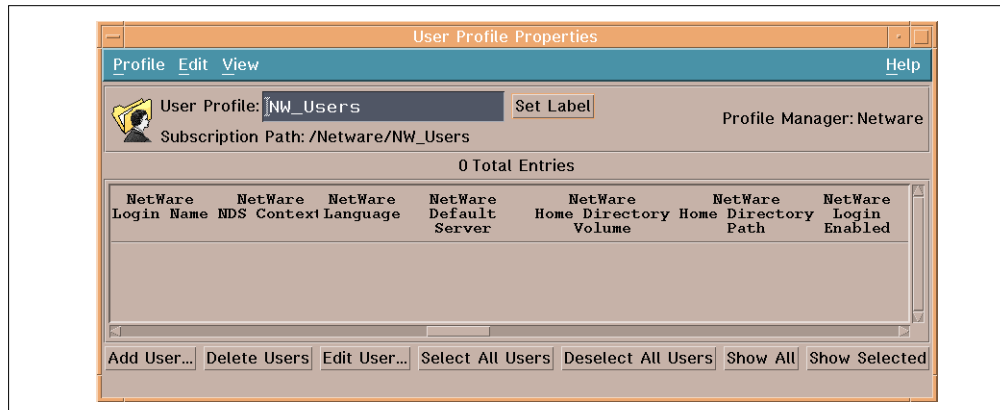 User Profile Properties
Profile Edit View Help
User Profile: NW_Users Set Label
Profile Manager: Netware
Subscription Path: /Netware/NW_Users
0 Total Entries
NetWare NetWare NetWare NetWare NetWare NetWare NetWare
Login Name NDS Context Language Default Home Directory Home Directory Login
Server Volume Path Enabled
Add User... Delete Users Edit User... Select All Users Deselect All Users Show All Show Selected